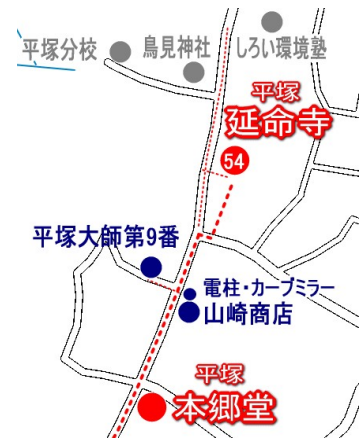 平塚分校
鳥見神社
しろい環境塾
平塚
延命寺
54
平塚大師第9番
電柱・カーブミラー
山崎商店
平塚
本郷堂